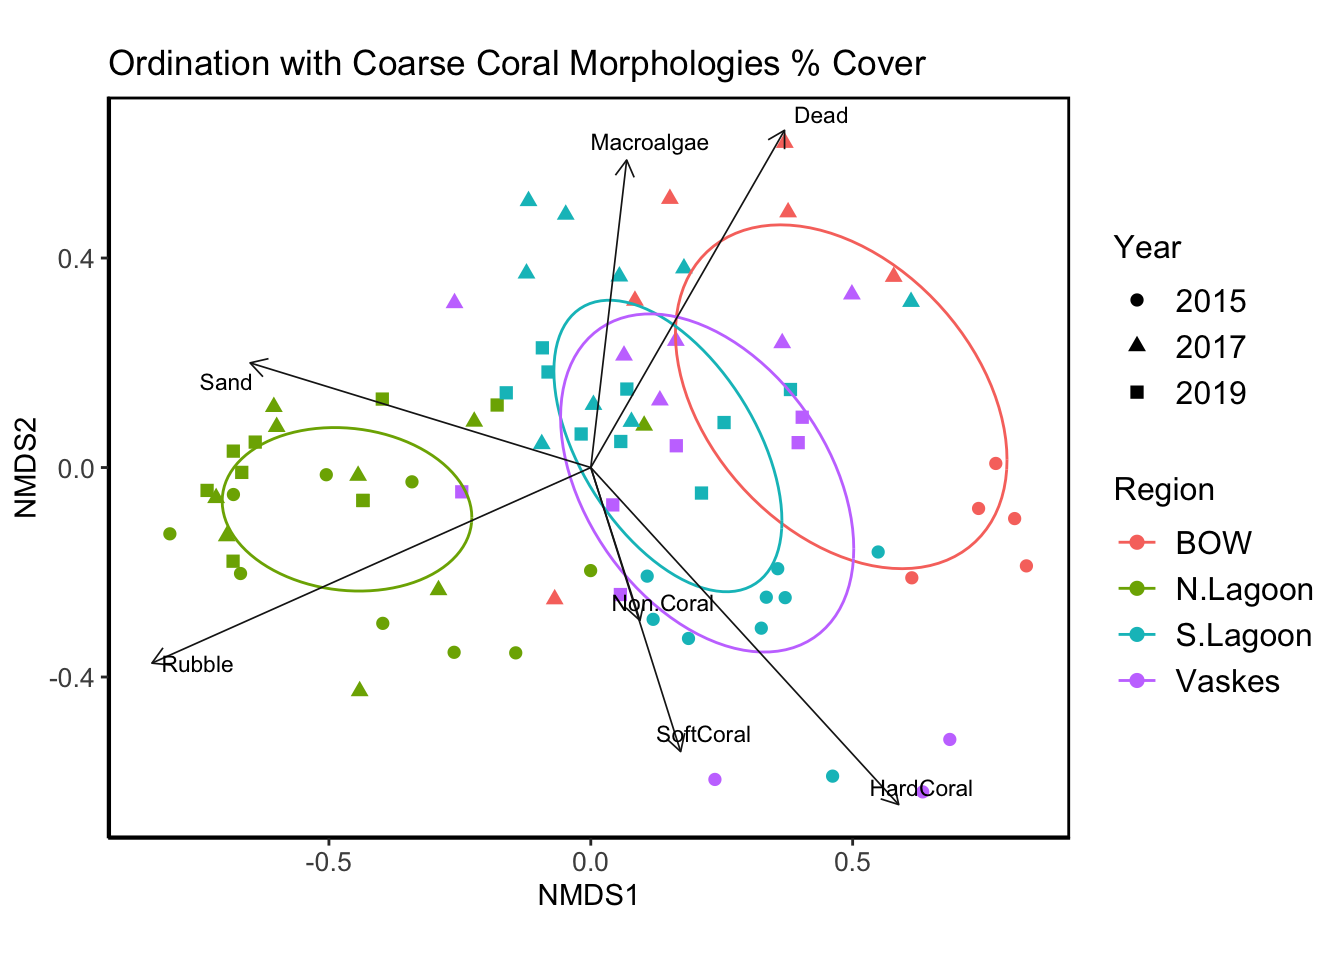 Ordination with Coarse Coral Morphologies % Cover
Dead
Macroalgae
Sand
Non.Coral
Rubble
SoftCoral
HardCoral
0.4
0.0
-0.4
NMDS2
-0.5
0.0
0.5
NMDS1
Year
2015
2017
2019
Region
BOW
N.Lagoon
S.Lagoon
Vaskes